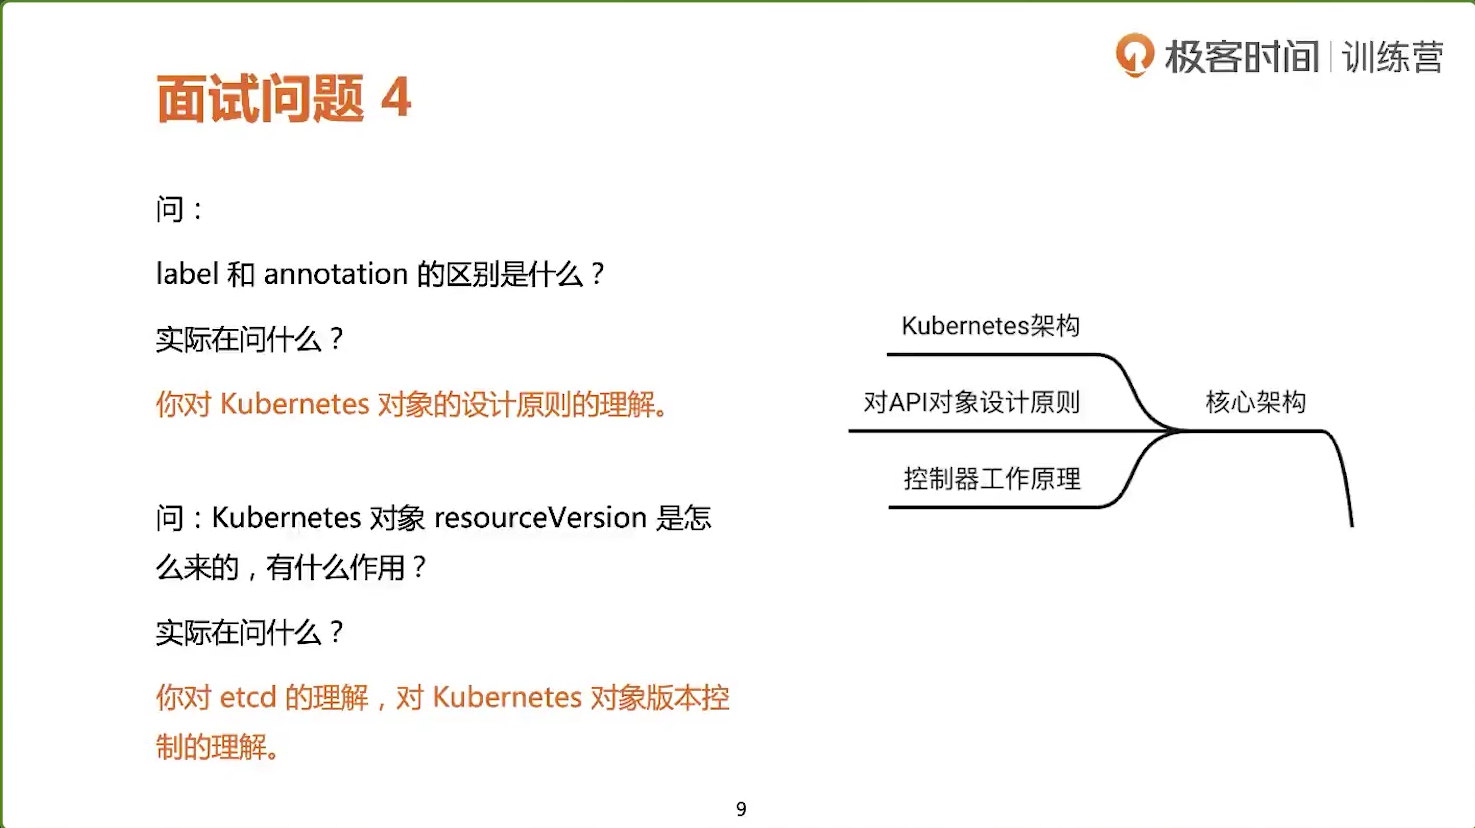 极客时间 | 训练营
面试问题 4
问：
label 和 annotation 的区别是什么？
实际在问什么？
你对 Kubernetes 对象的设计原则的理解。
问：Kubernetes 对象 resourceVersion 是怎
么来的，有什么作用？
实际在问什么？
你对 etcd 的理解，对 Kubernetes 对象版本控
制的理解。
Kubernetes架构
对API对象设计原则
核心架构
控制器工作原理
9